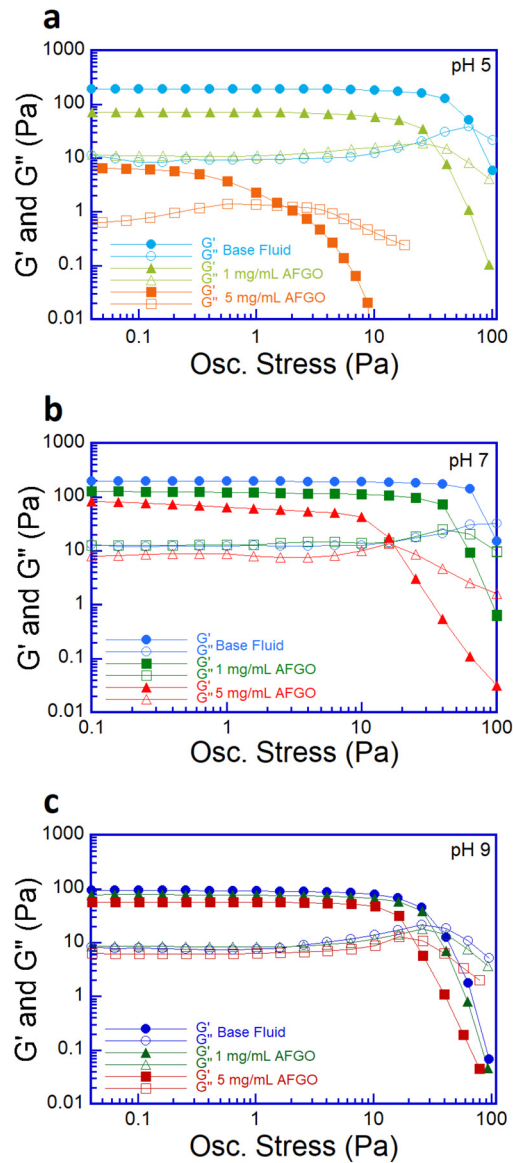 a
pH 5
1000
100
10
1
0.1
0.01
G' and G" (Pa)
G' Base Fluid
G"
G' 1 mg/mL AFGO
G"
G' 5 mg/mL AFGO
G"
0.1 1 10 100
Osc. Stress (Pa)
b
pH 7
1000
100
10
1
0.1
0.01
G' and G" (Pa)
G' Base Fluid
G"
G' 1 mg/mL AFGO
G"
G' 5 mg/mL AFGO
G"
0.1 1 10 100
Osc. Stress (Pa)
c
pH 9
1000
100
10
1
0.1
0.01
G' and G" (Pa)
G' Base Fluid
G"
G' 1 mg/mL AFGO
G"
G' 5 mg/mL AFGO
G"
0.1 1 10 100
Osc. Stress (Pa)